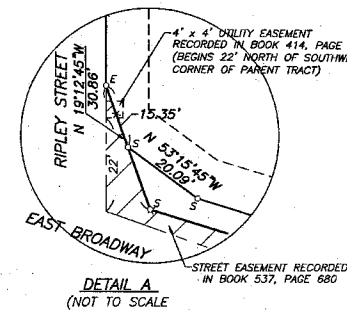 4' x 4' UTILITY EASEMENT
RECORDED IN BOOK 414, PAGE
(BEGINS 22' NORTH OF SOUTHW
CORNER OF PARENT TRACT)
RIPLEY STREET
N 19°12'45"W
30.86'
E
15.35'
S
N 53°15'45"W
20.09'
22'
S
S
S
EAST BROADWAY
STREET EASEMENT RECORDED
IN BOOK 537, PAGE 680
DETAIL A
(NOT TO SCALE